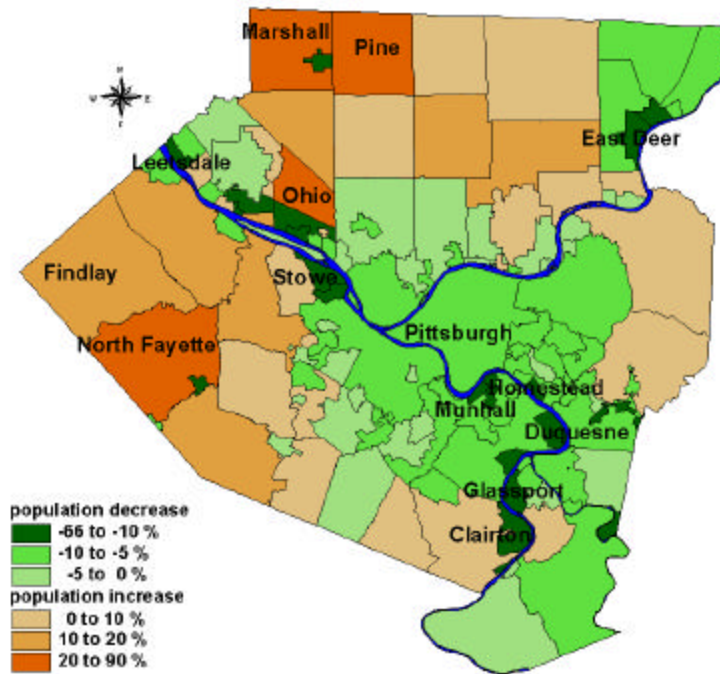 Marshall
Pine
N
W E
East Deer
Leetsdale
Ohio
Findlay
Stowe
Pittsburgh
North Fayette
Homestead
Munhall
Duquesne
Glassport
Clairton
population decrease
-66 to -10 %
-10 to -5 %
-5 to 0 %
population increase
0 to 10 %
10 to 20 %
20 to 90 %